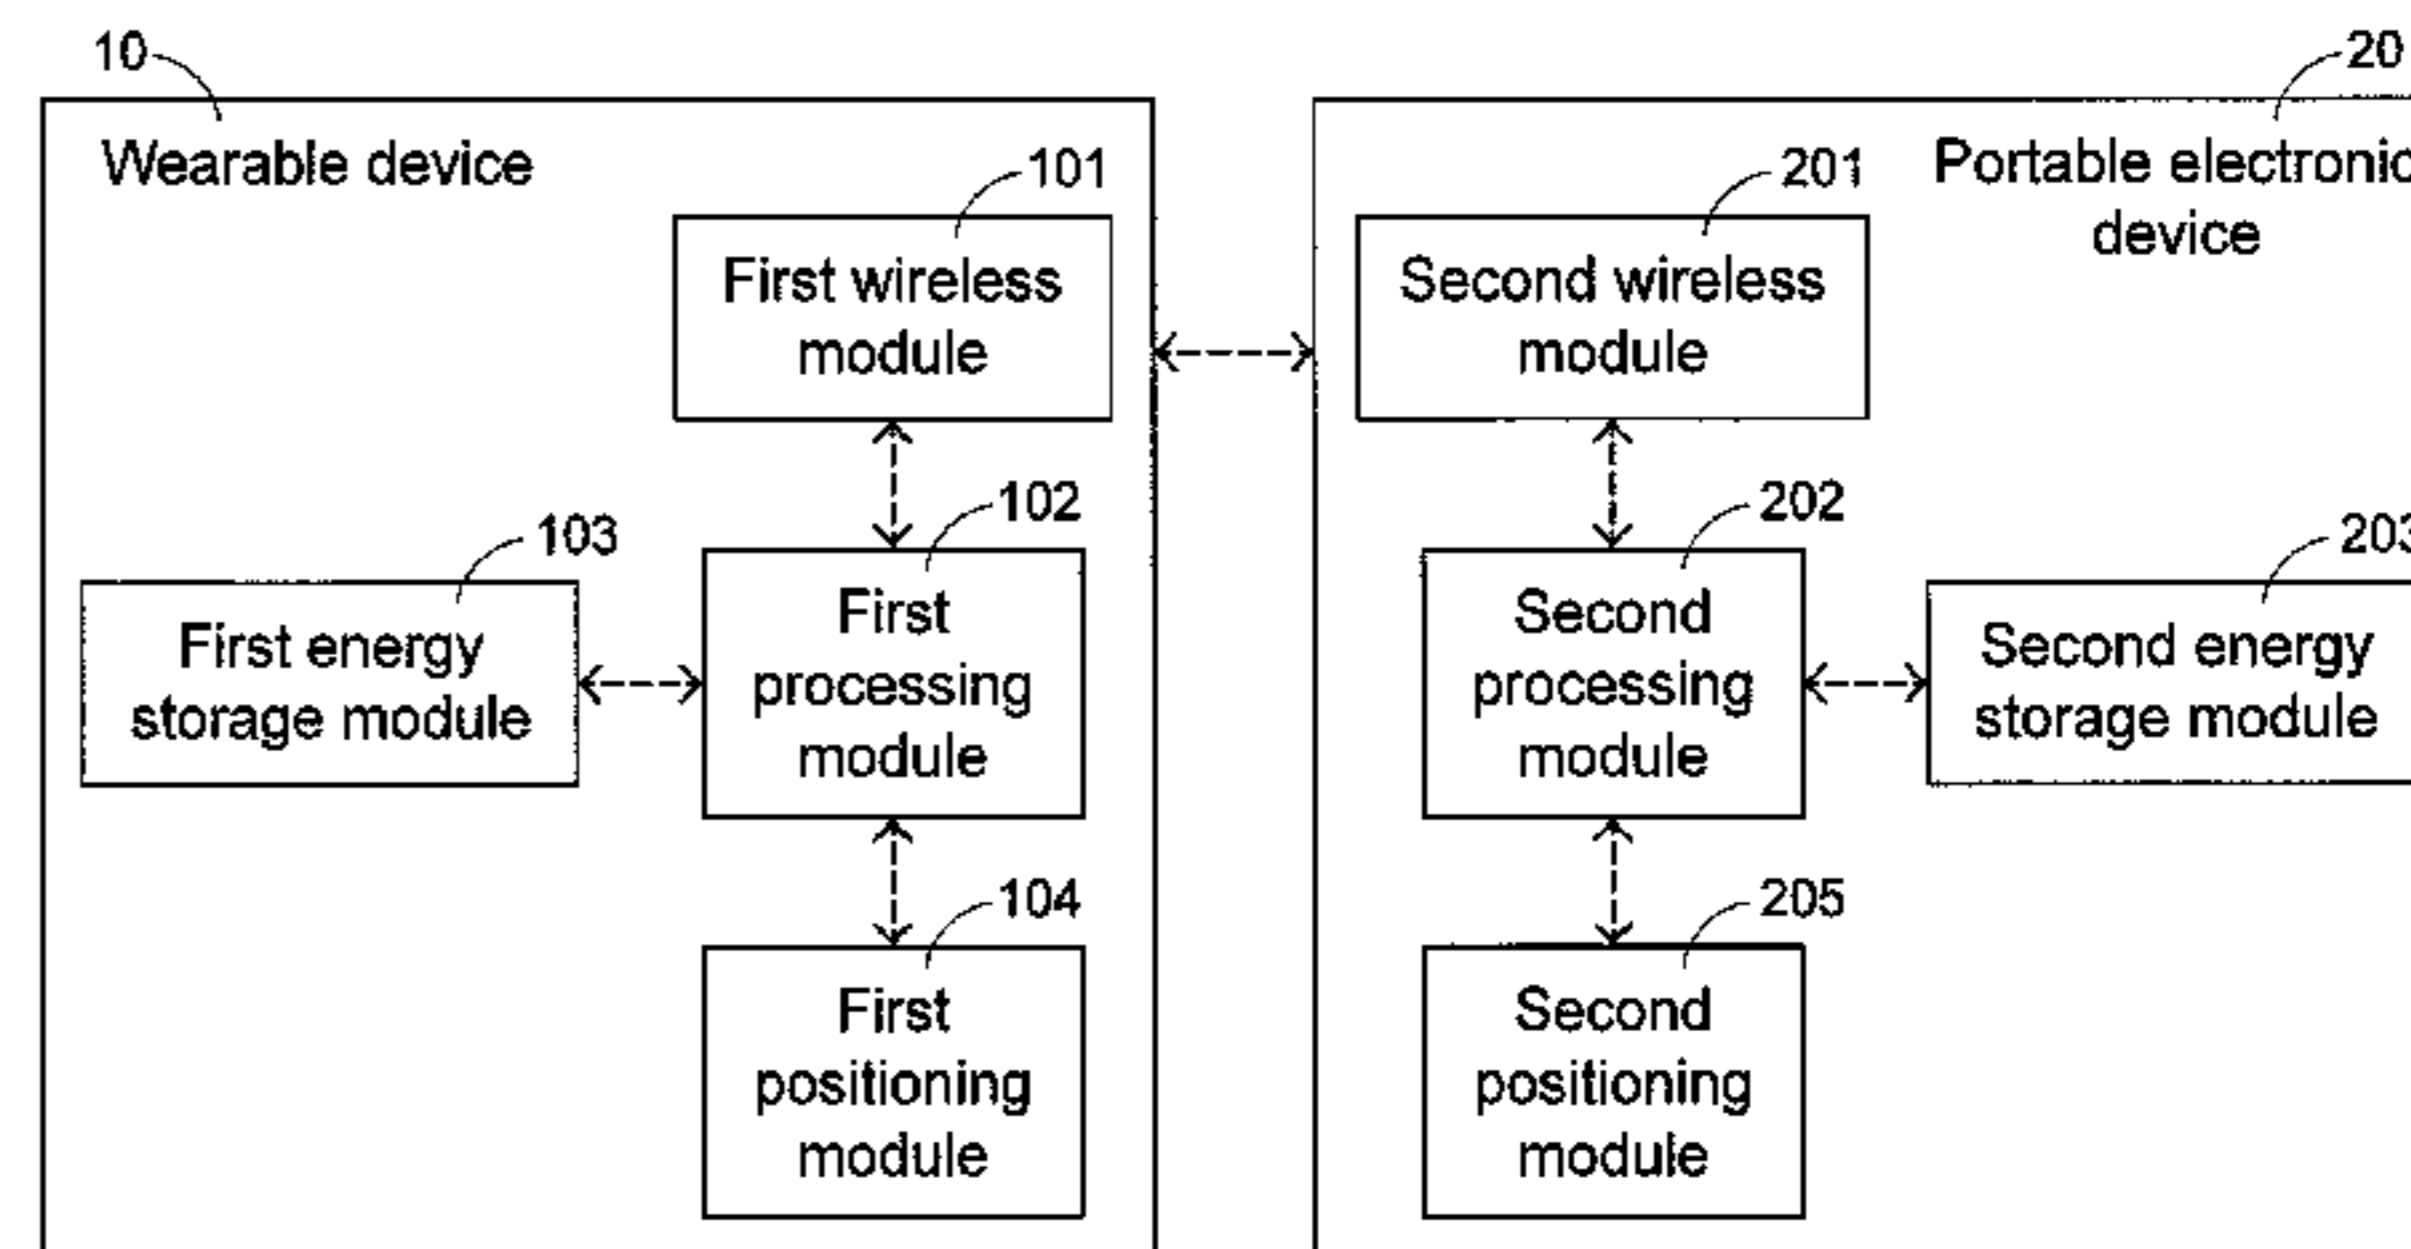 10
Wearable device
101
First wireless
module
102
First
processing
module
103
First energy
storage module
104
First
positioning
module
20
Portable electronic
device
201
Second wireless
module
202
Second
processing
module
203
Second energy
storage module
205
Second
positioning
module